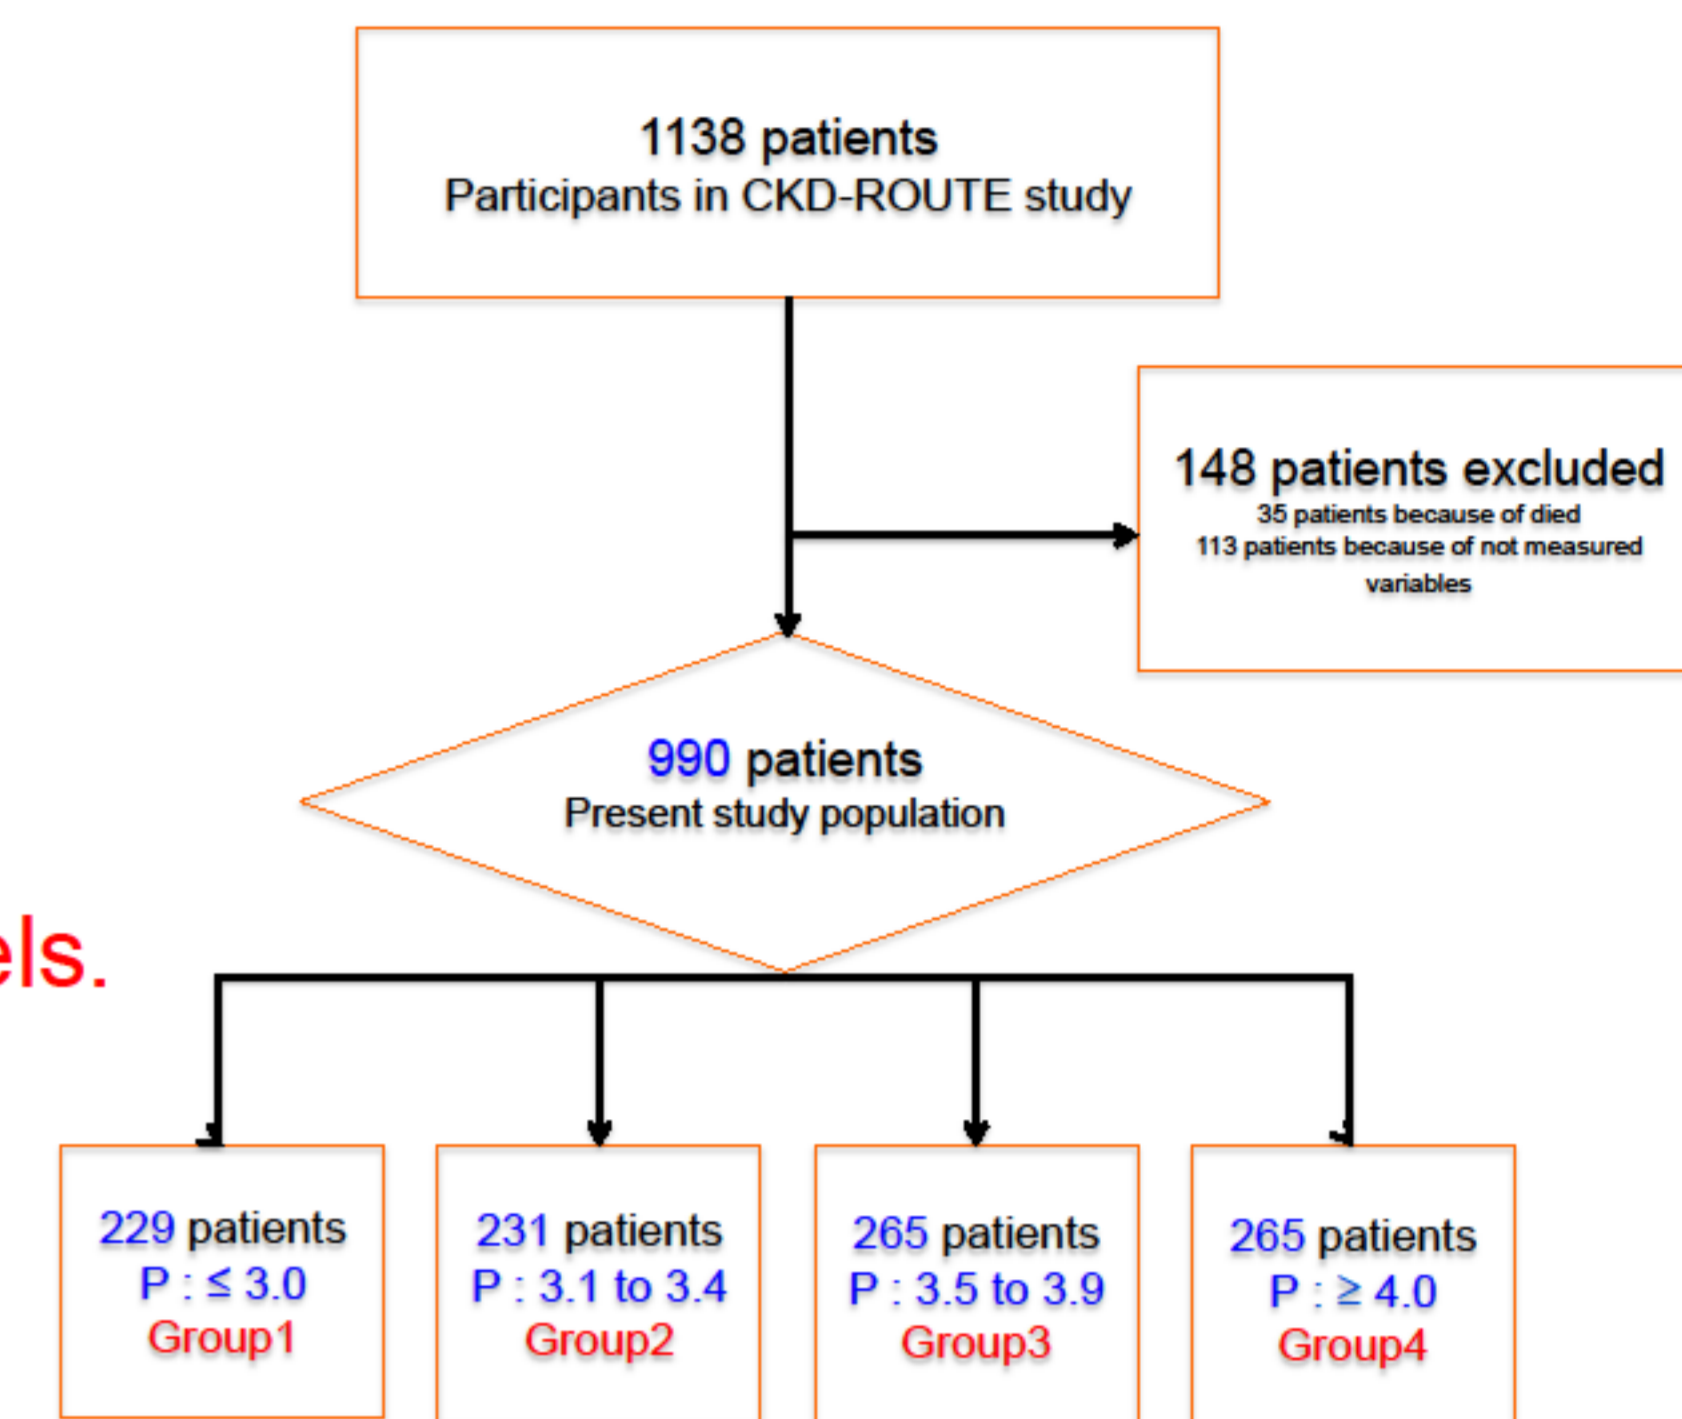 1138 patients
Participants in CKD-ROUTE study
148 patients excluded
35 patients because of died
113 patients because of not measured
variables
990 patients
Present study population
els.
229 patients
P : ≤ 3.0
Group1
231 patients
P : 3.1 to 3.4
Group2
265 patients
P : 3.5 to 3.9
Group3
265 patients
P : ≥ 4.0
Group4